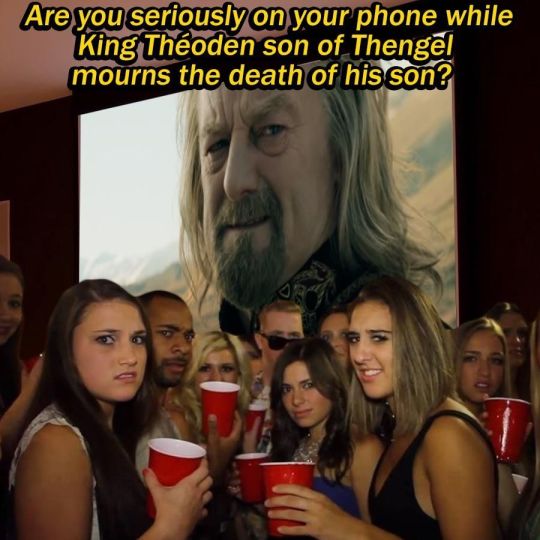 Are you seriously on your phone while
King Théoden son of Thengel
mourns the death of his son?